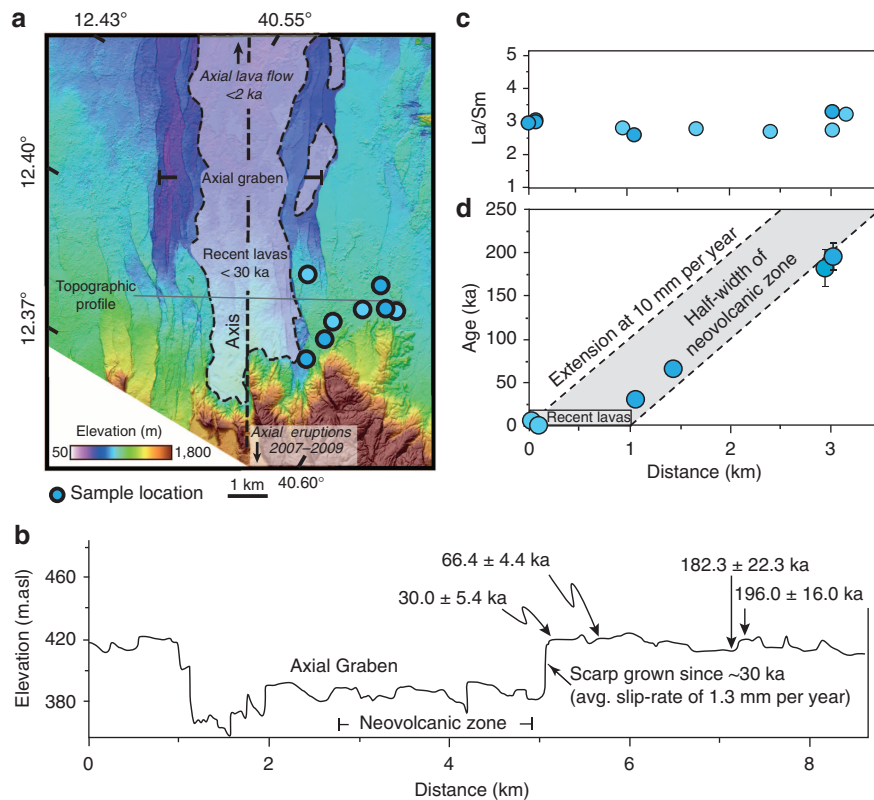 a
12.43°
40.55°
Axial lava flow
<2 ka
12.40°
Axial graben
Recent lavas
< 30 ka
Topographic
profile
12.37°
Axis
Elevation (m)
50
1,800
Axial eruptions
2007–2009
Sample location
1 km
40.60°
c
La/Sm
5
4
3
2
1
d
Age (ka)
250
200
150
100
50
0
Extension at 10 mm per year
Half-width of
neovolcanic zone
Recent lavas
0
1
2
3
Distance (km)
b
Elevation (m.asl)
460
420
380
66.4 ± 4.4 ka
30.0 ± 5.4 ka
182.3 ± 22.3 ka
196.0 ± 16.0 ka
Axial Graben
Scarp grown since ~30 ka
(avg. slip-rate of 1.3 mm per year)
Neovolcanic zone
0
2
4
6
8
Distance (km)